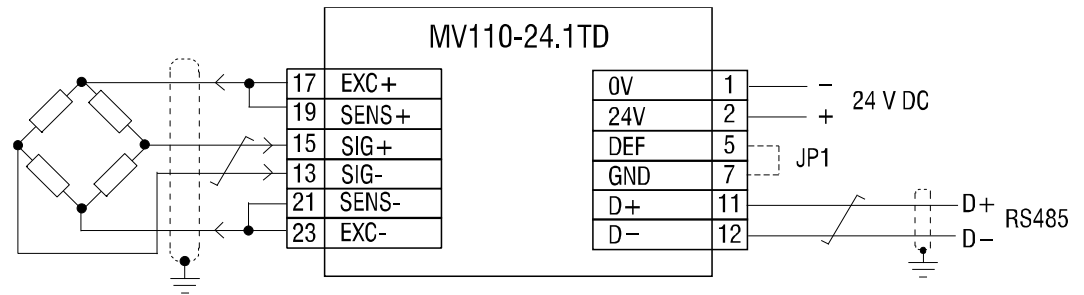 MV110-24.1TD
17 EXC+
19 SENS+
15 SIG+
13 SIG-
21 SENS-
23 EXC-
0V 1 − 24 V DC
24V 2 +
DEF 5 JP1
GND 7
D+ 11 D+ RS485
D− 12 D−